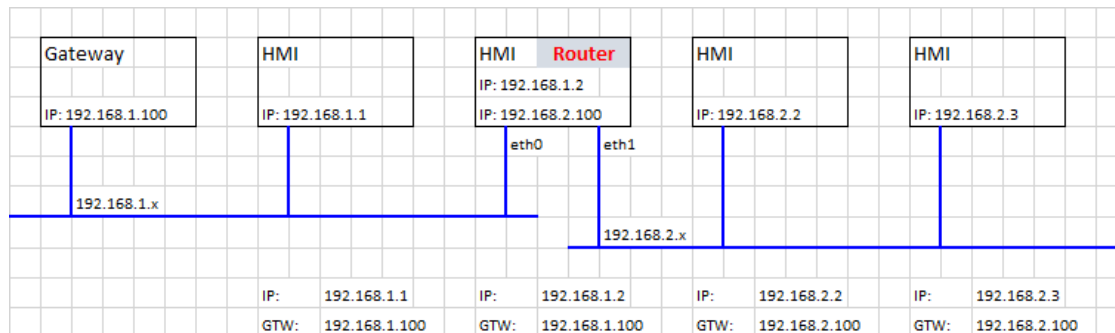 Gateway
HMI
HMI Router
HMI
HMI
IP: 192.168.1.2
IP: 192.168.1.100
IP: 192.168.1.1
IP: 192.168.2.100
IP: 192.168.2.2
IP: 192.168.2.3
eth0
eth1
192.168.1.x
192.168.2.x
IP: 192.168.1.1
IP: 192.168.1.2
IP: 192.168.2.2
IP: 192.168.2.3
GTW: 192.168.1.100
GTW: 192.168.1.100
GTW: 192.168.2.100
GTW: 192.168.2.100